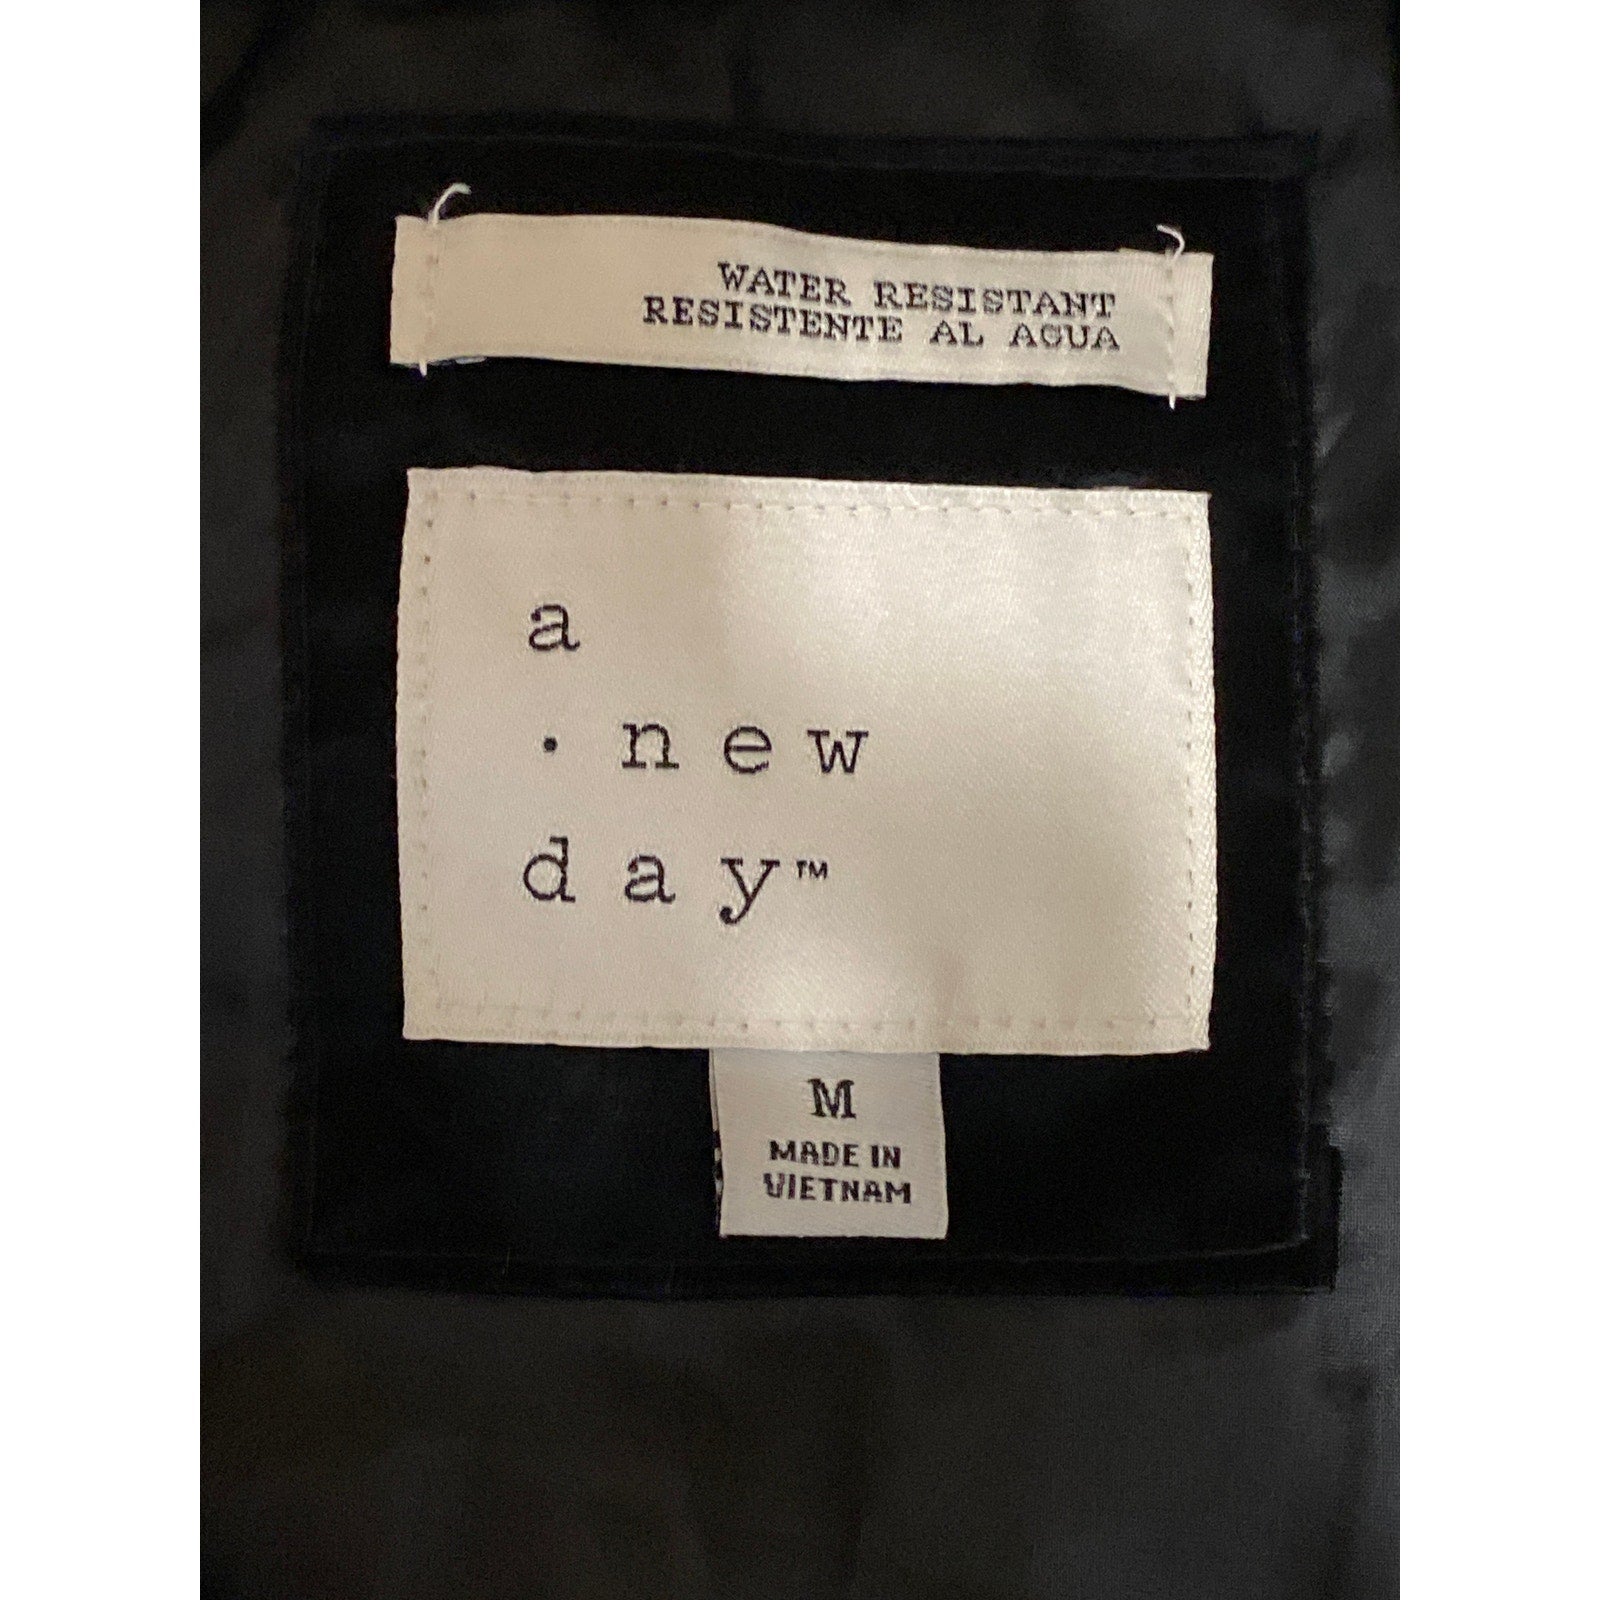 WATER RESISTANT
RESISTENTE AL AGUA
a
· new
day™
M
MADE IN
VIETNAM